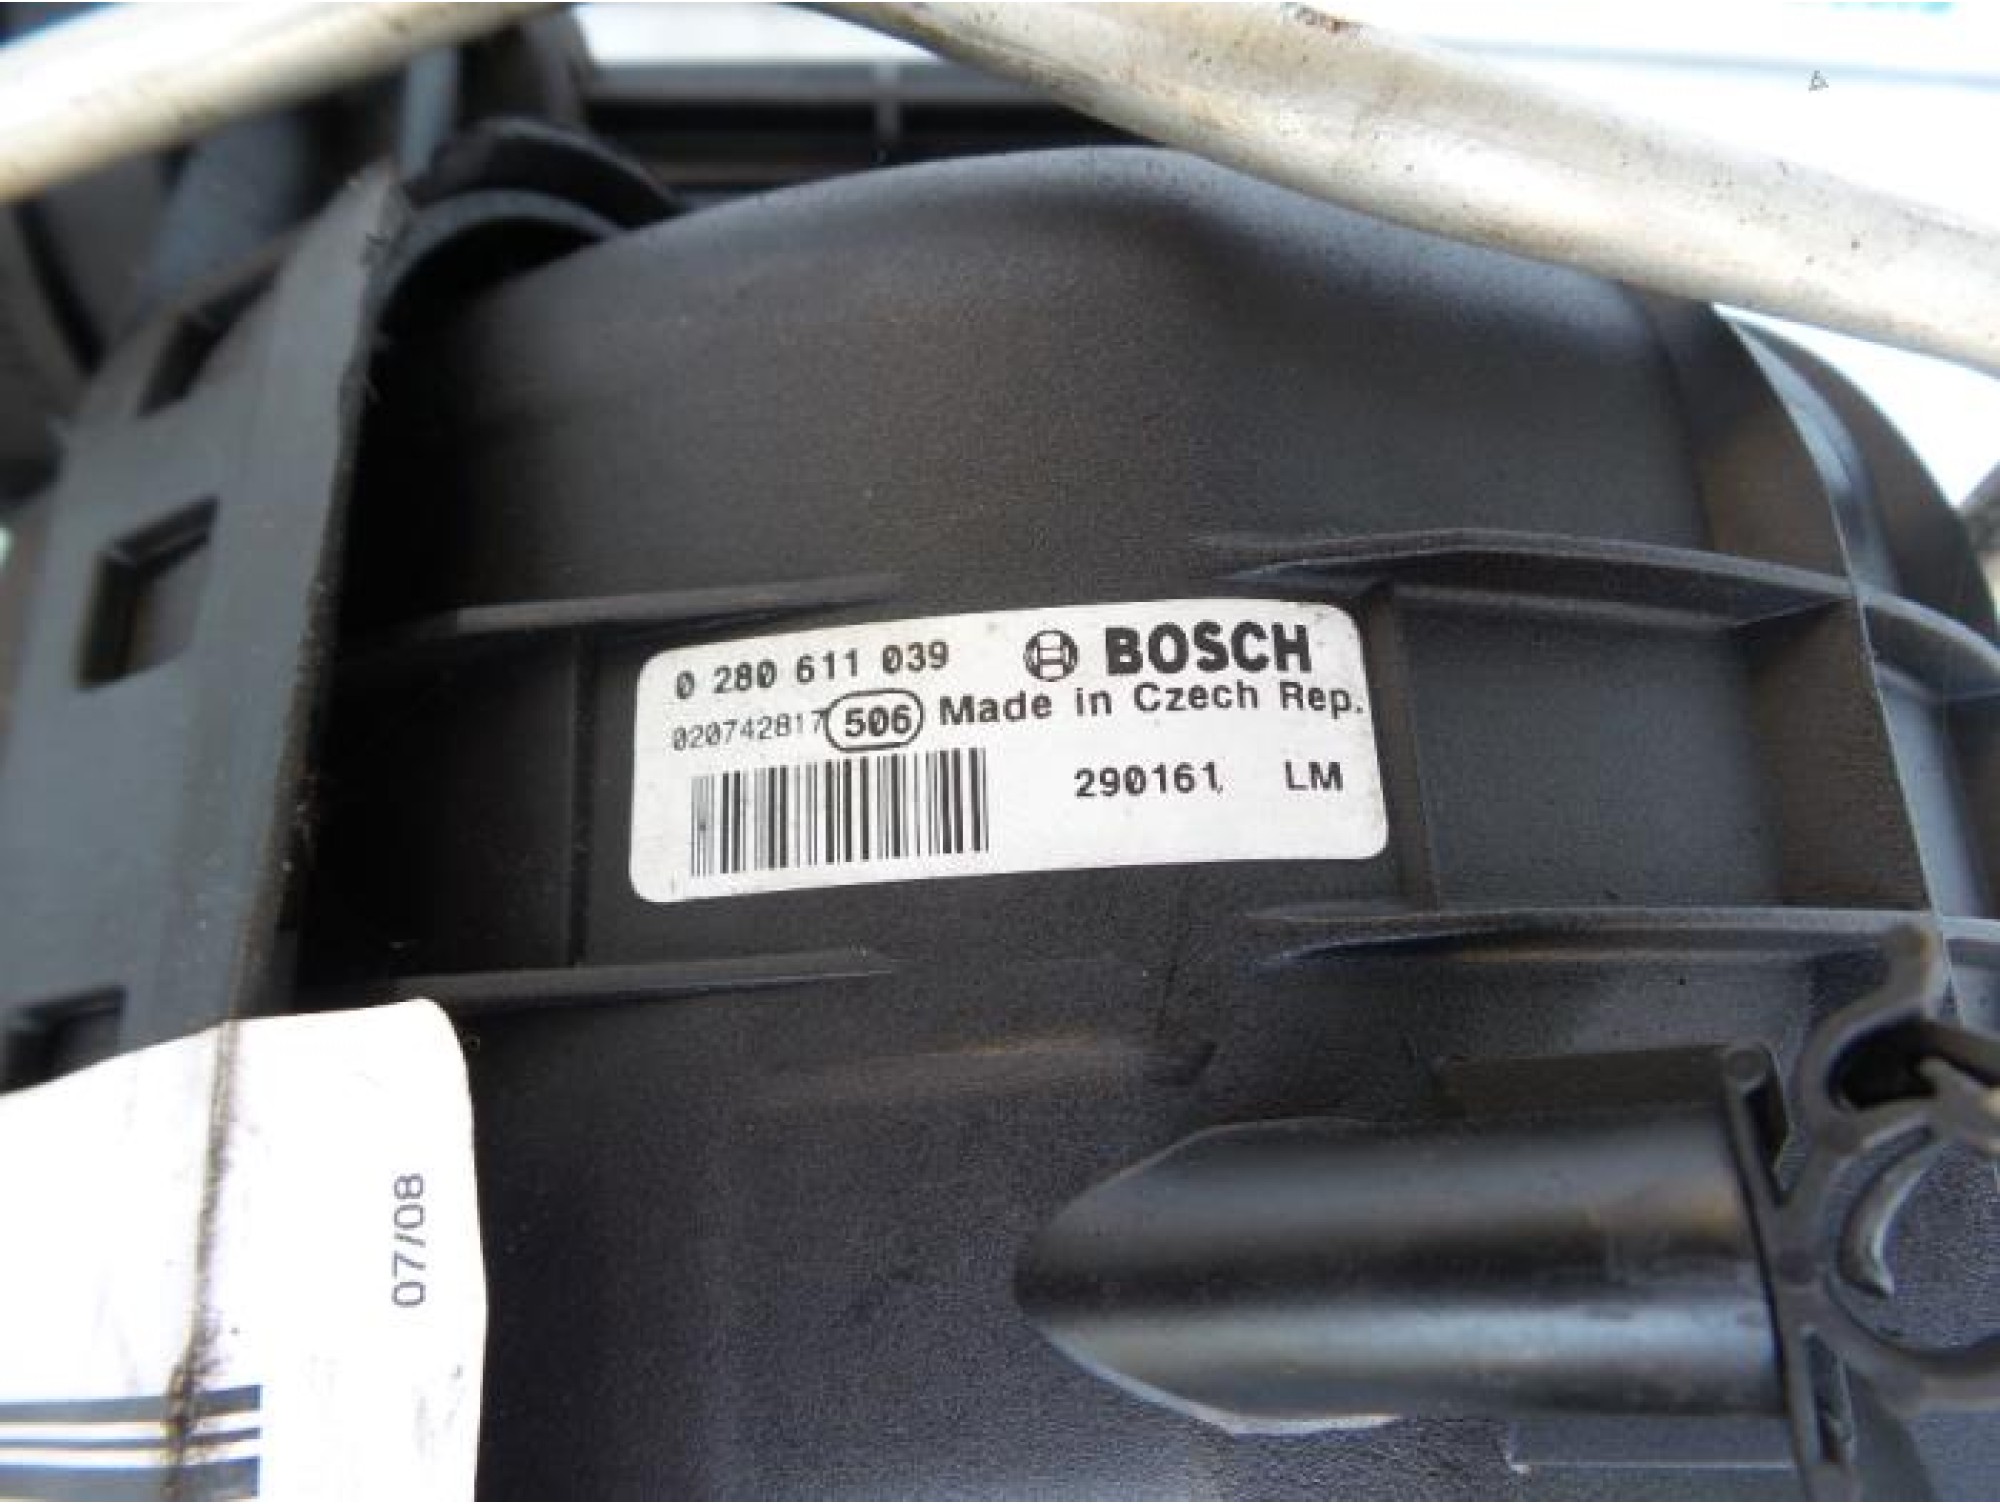 0 280 611 039 BOSCH
020742817 506 Made in Czech Rep.
290161 LM
07/08